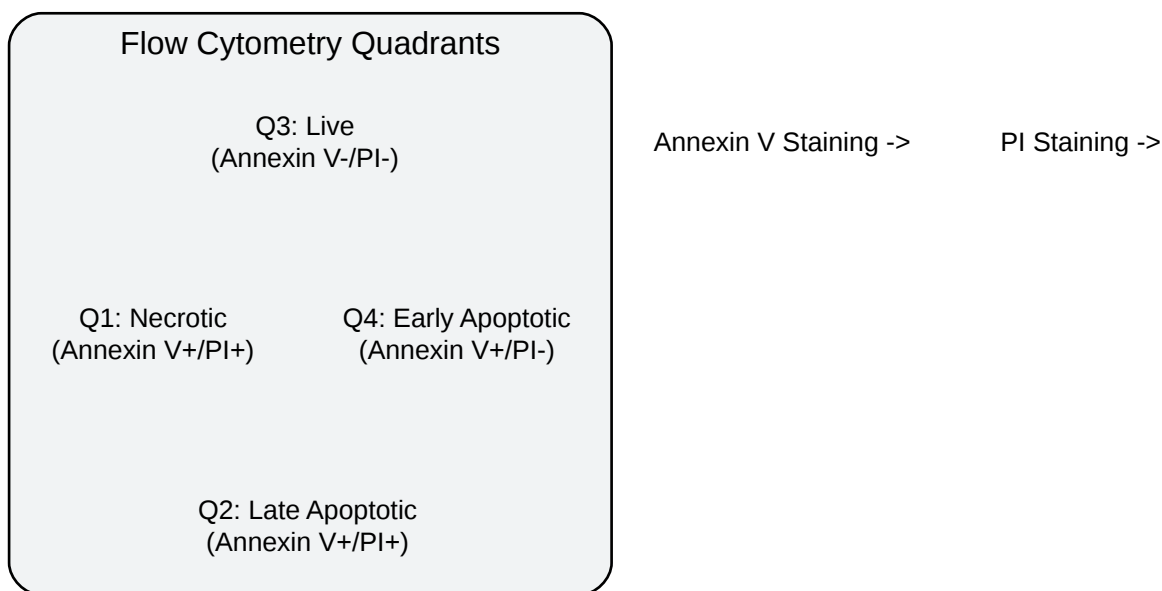 Flow Cytometry Quadrants
Q3: Live
(Annexin V-/PI-)
Annexin V Staining ->
PI Staining ->
Q1: Necrotic
(Annexin V+/PI+)
Q4: Early Apoptotic
(Annexin V+/PI-)
Q2: Late Apoptotic
(Annexin V+/PI+)